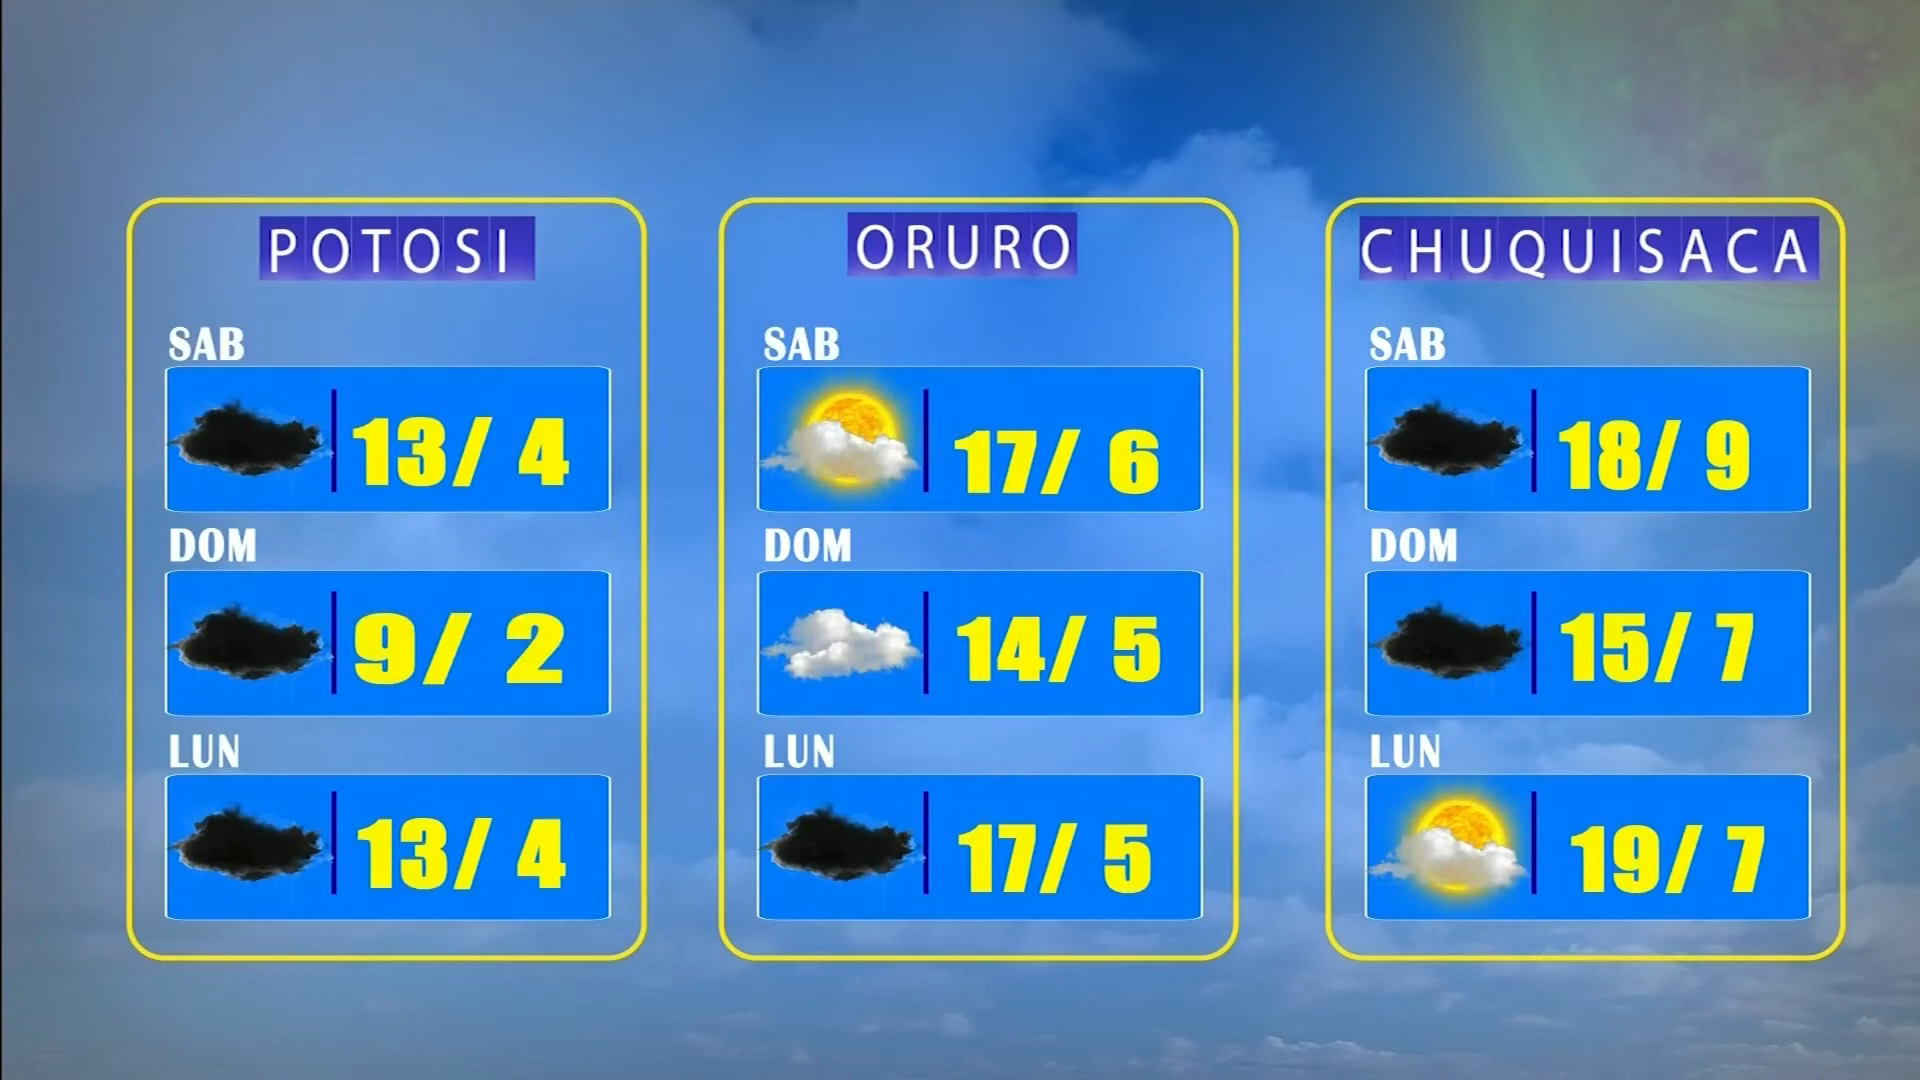 POTOSI
SAB
13/ 4
DOM
9/ 2
LUN
13/ 4
ORURO
SAB
17/ 6
DOM
14/ 5
LUN
17/ 5
CHUQUISACA
SAB
18/ 9
DOM
15/ 7
LUN
19/ 7